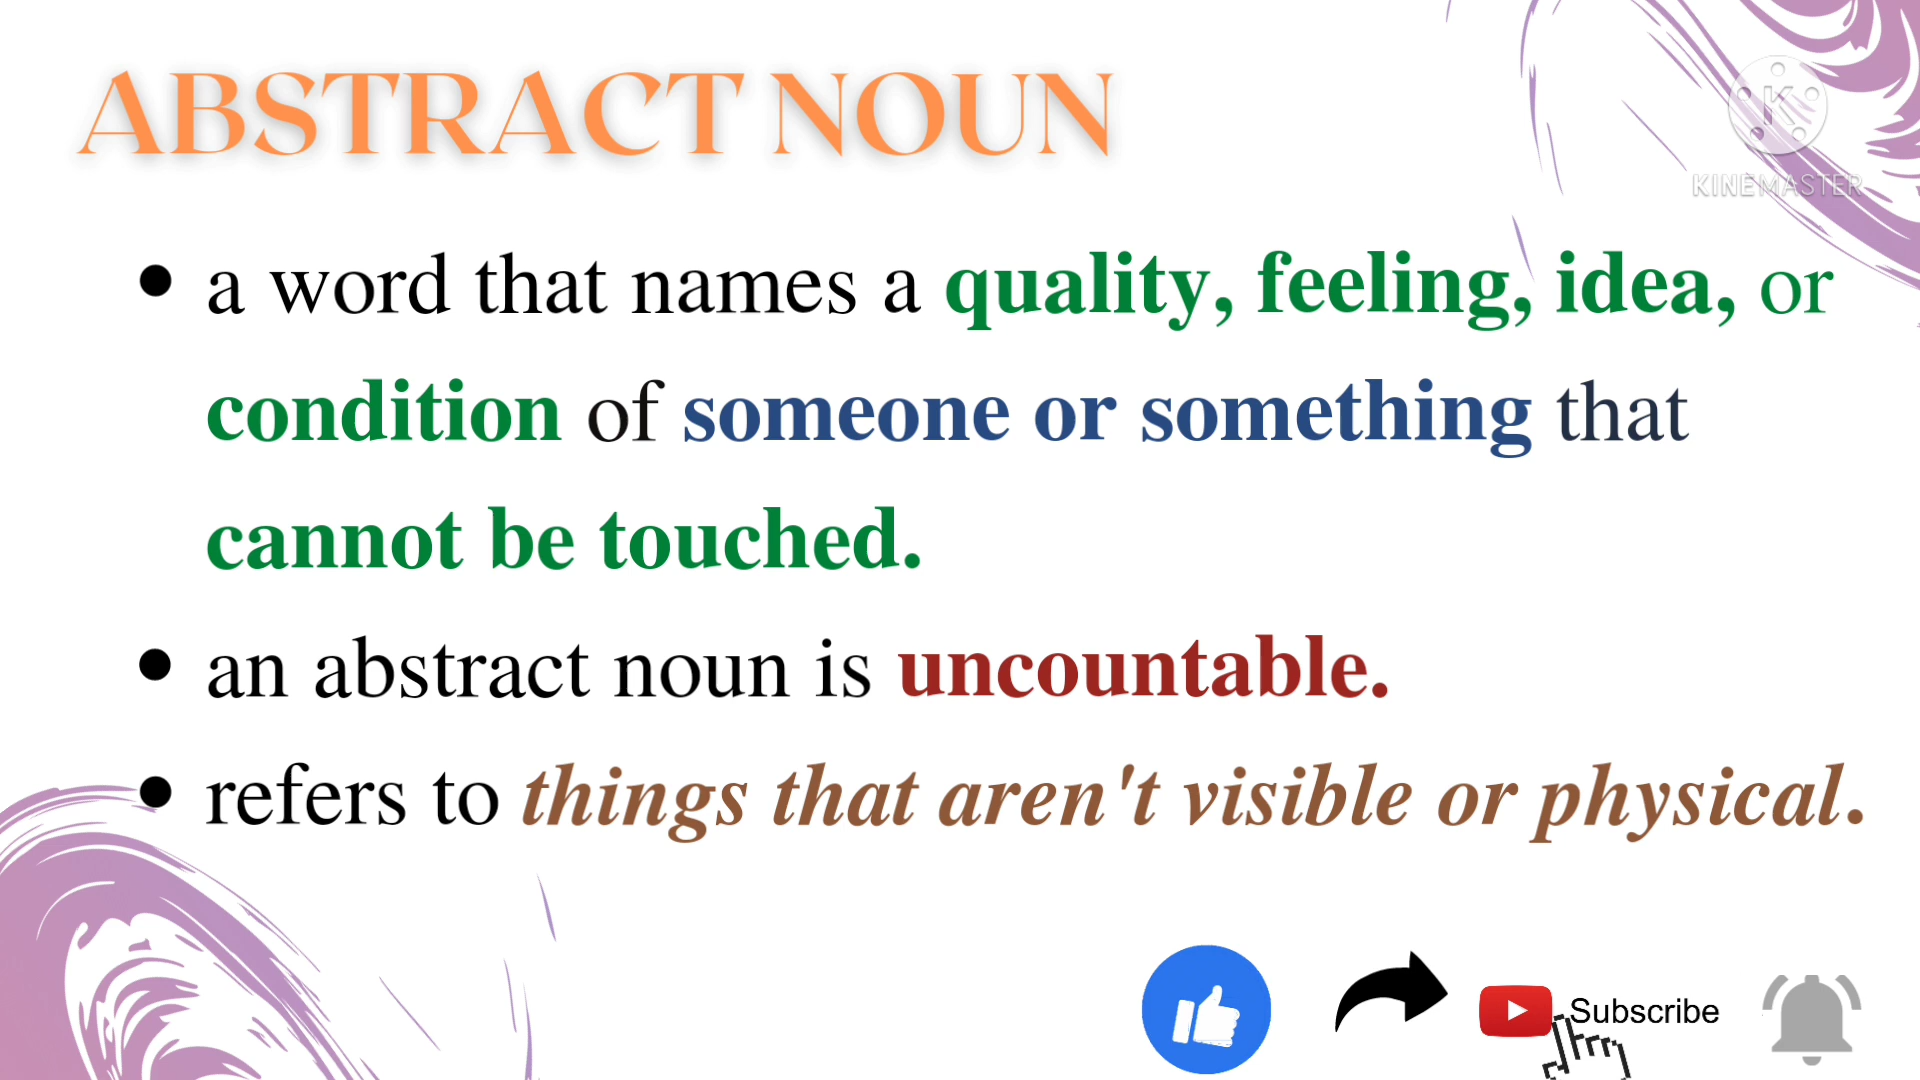 ABSTRACT NOUN
K
KINEMASTER
• a word that names a quality, feeling, idea, or
condition of someone or something that
cannot be touched.
• an abstract noun is uncountable.
• refers to things that aren't visible or physical.
Subscribe